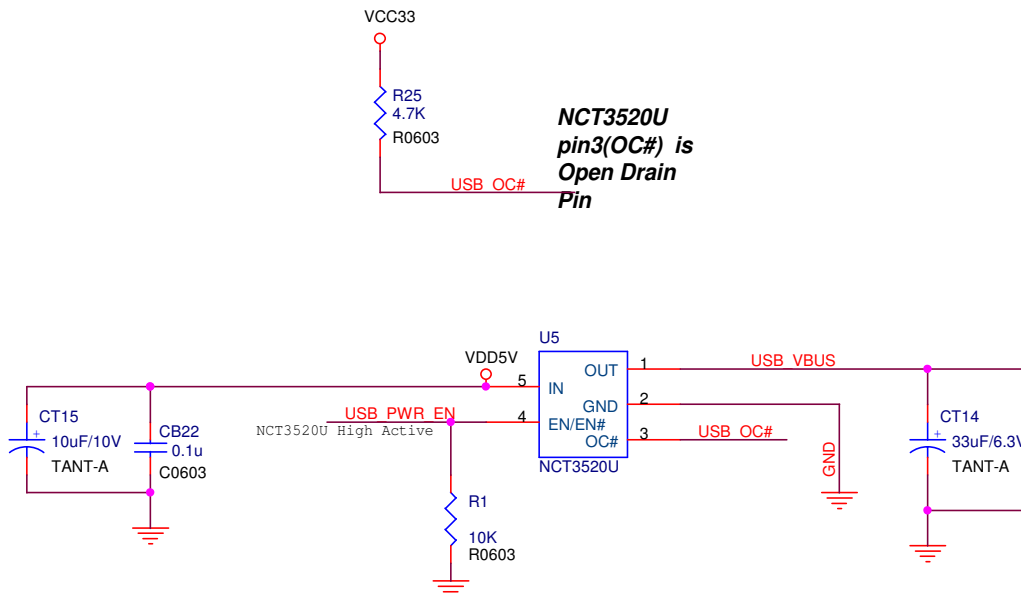 VCC33
R25
4.7K
R0603
USB_OC#
NCT3520U
pin3(OC#) is
Open Drain
Pin
U5
VDD5V
OUT
1
USB_VBUS
5
IN
GND
2
CT15
10uF/10V
TANT-A
CB22
0.1u
C0603
USB_PWR_EN
4
EN/EN#
NCT3520U High Active
OC#
3
USB_OC#
NCT3520U
GND
CT14
33uF/6.3V
TANT-A
R1
10K
R0603